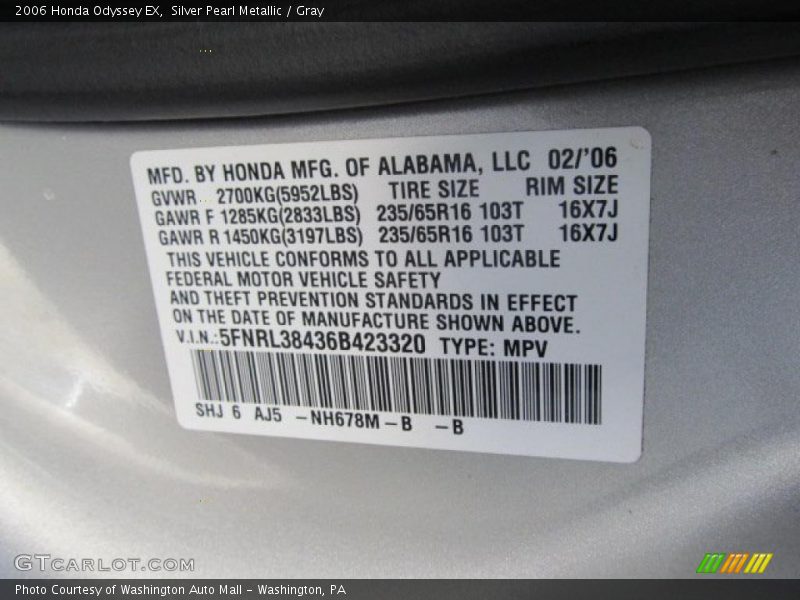 2006 Honda Odyssey EX,  Silver Pearl Metallic / Gray
MFD. BY HONDA MFG. OF ALABAMA, LLC 02/'06
GVWR 2700KG(5952LBS) TIRE SIZE RIM SIZE
GAWR F 1285KG(2833LBS) 235/65R16 103T 16X7J
GAWR R 1450KG(3197LBS) 235/65R16 103T 16X7J
THIS VEHICLE CONFORMS TO ALL APPLICABLE
FEDERAL MOTOR VEHICLE SAFETY
AND THEFT PREVENTION STANDARDS IN EFFECT
ON THE DATE OF MANUFACTURE SHOWN ABOVE.
V.I.N.:5FNRL38436B423320 TYPE: MPV
SHJ 6 AJ5 -NH678M-B -B
GTCARLOT.COM
Photo Courtesy of Washington Auto Mall - Washington, PA